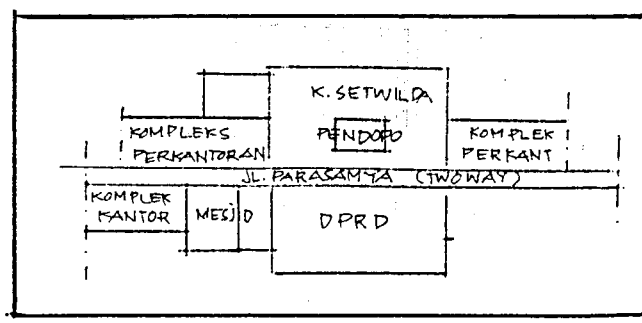 K. SETWILDA
KOMPLEKS
PERKANTORAN
PENDOPO
KOMPLEK
PERKANT
JL. PARASAMYA (TWOWAY)
KOMPLEK
KANTOR
MESJID
DPRD